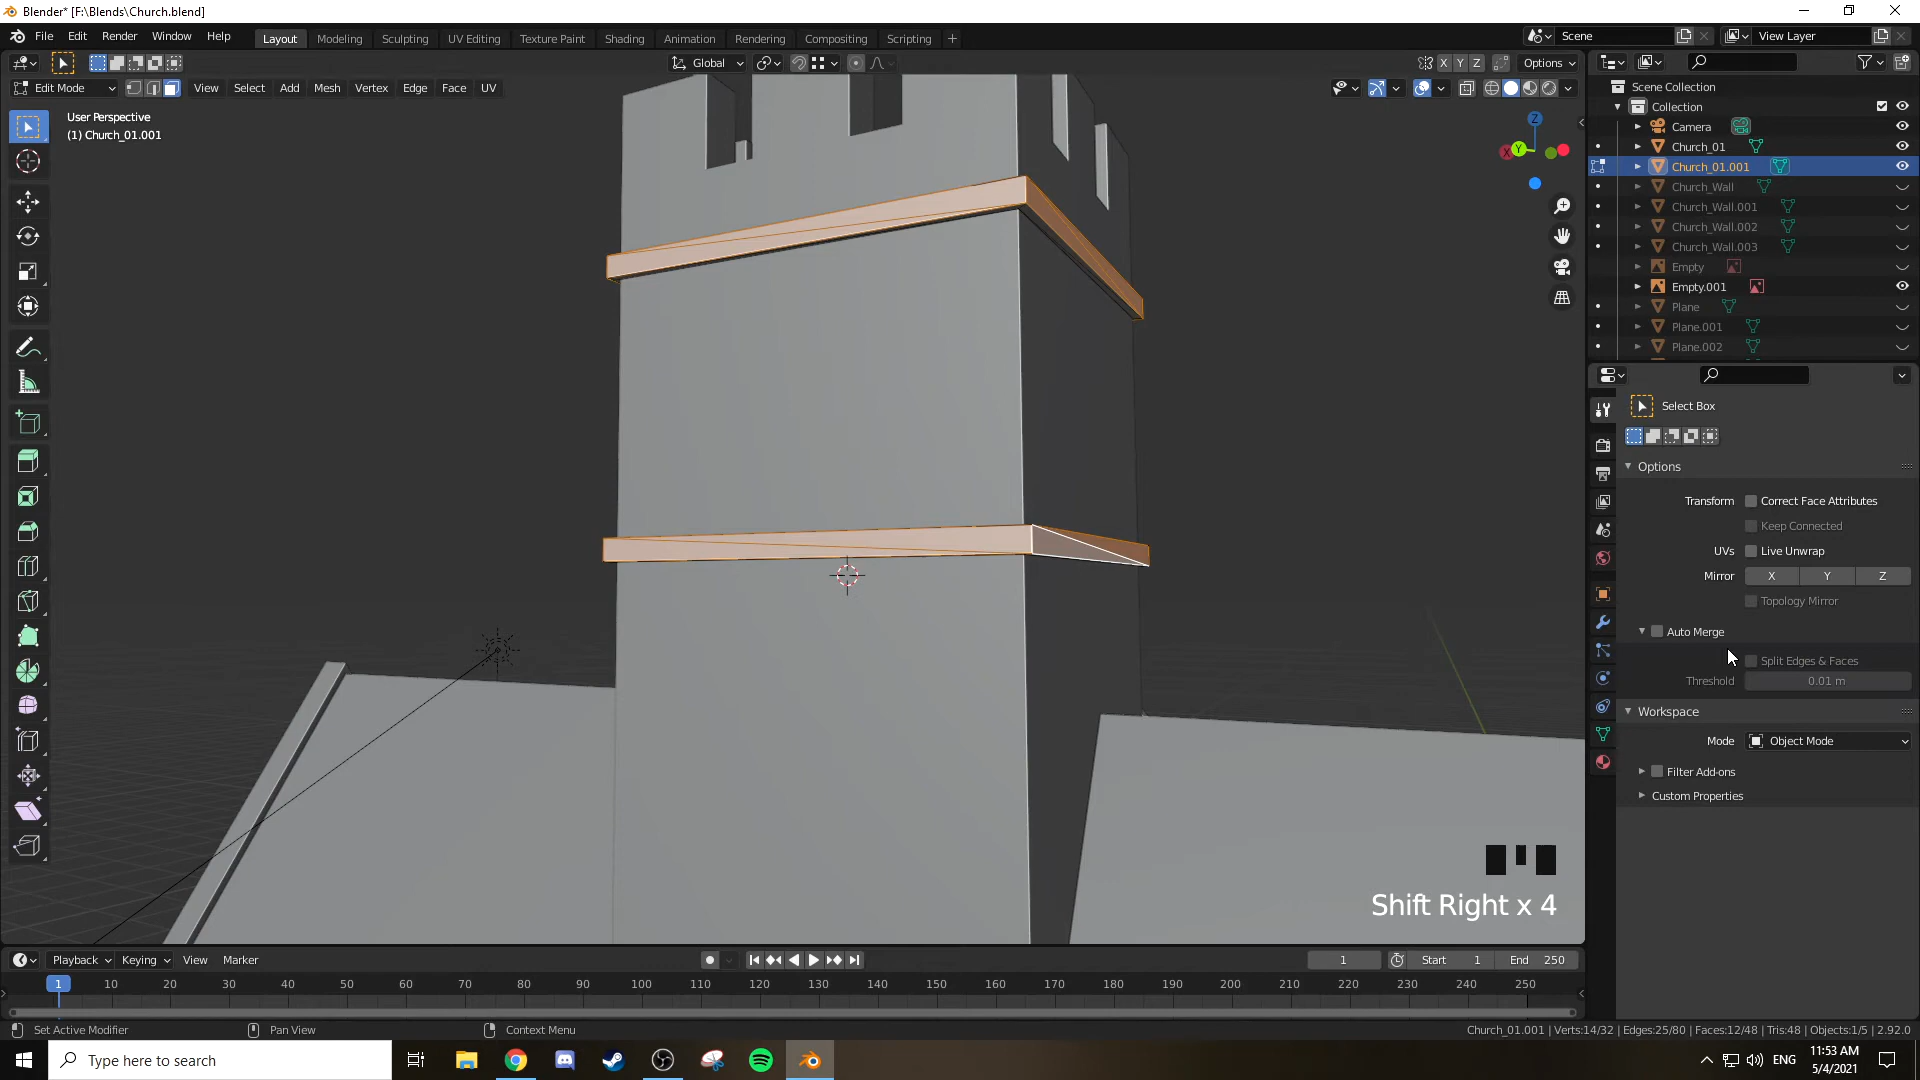 Blender* [F:\Blends\Church.blend]
File Edit Render Window Help
Layout Modeling Sculpting UV Editing Texture Paint Shading Animation Rendering Compositing Scripting +
Scene
View Layer
Global
X Y Z
Options
Edit Mode
View Select Add Mesh Vertex Edge Face UV
User Perspective
(1) Church_01.001
Z
Y
X
Scene Collection
Collection
Camera
Church_01
Church_01.001
Church_Wall
Church_Wall.001
Church_Wall.002
Church_Wall.003
Empty
Empty.001
Plane
Plane.001
Plane.002
Select Box
Options
Transform Correct Face Attributes
Keep Connected
UVs Live Unwrap
Mirror X Y Z
Topology Mirror
Auto Merge
Split Edges & Faces
Threshold 0.01 m
Workspace
Mode Object Mode
Filter Add-ons
Custom Properties
Shift Right x 4
Playback Keying View Marker
1 Start 1 End 250
1 10 20 30 40 50 60 70 80 90 100 110 120 130 140 150 160 170 180 190 200 210 220 230 240 250
Set Active Modifier Pan View Context Menu
Church_01.001 | Verts:14/32 | Edges:25/80 | Faces:12/48 | Tris:48 | Objects:1/5 | 2.92.0
Type here to search
ENG
11:53 AM
5/4/2021